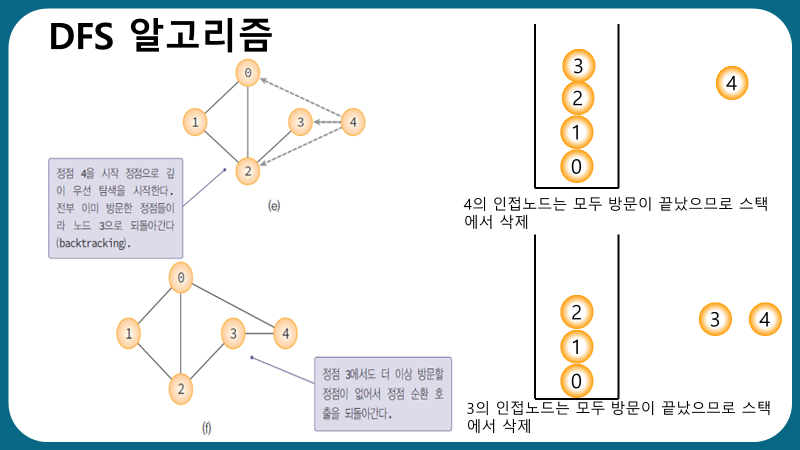 DFS 알고리즘
0
1
3
4
2
정점 4을 시작 정점으로 깊
이 우선 탐색을 시작한다.
전부 이미 방문한 정점들이
라 노드 3으로 되돌아간다
(backtracking).
(e)
3
2
1
0
4
4의 인접노드는 모두 방문이 끝났으므로 스택
에서 삭제
0
1
3
4
2
정점 3에서도 더 이상 방문할
정점이 없어서 정점 순환 호
출을 되돌아간다.
(f)
2
1
0
3 4
3의 인접노드는 모두 방문이 끝났으므로 스택
에서 삭제